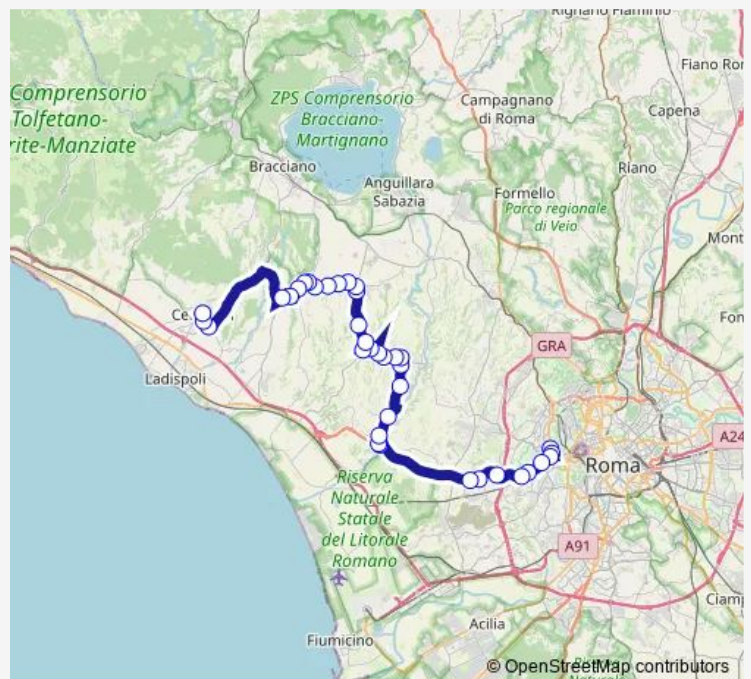 Rignano Flaminio
Comprensorio
Tolfetano-
rite-Manziate
ZPS Comprensorio
Bracciano-
Martignano
Campagnano
di Roma
Fiano Ror
Capena
Bracciano
Anguillara
Sabazia
Riano
Formello
Parco regionale
di Veio
Mont
Ce
Fon
GRA
Ladispoli
A24
Roma
Riserva
Naturale
Statale
del Litorale
Romano
A91
Ciamp
Acilia
Fiumicino
© OpenStreetMap contributors